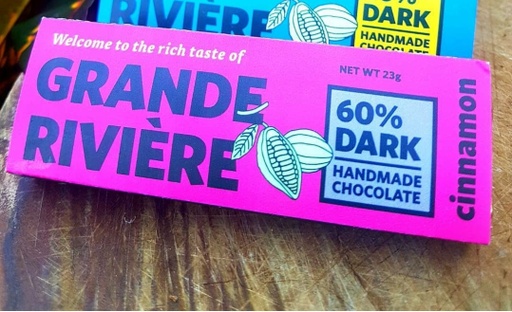 RIVIÈRE
DARK
HANDMADE
CHOCOLATE
Welcome to the rich taste of
GRANDE
RIVIÈRE
NET WT 23g
60%
DARK
HANDMADE
CHOCOLATE
cinnamon